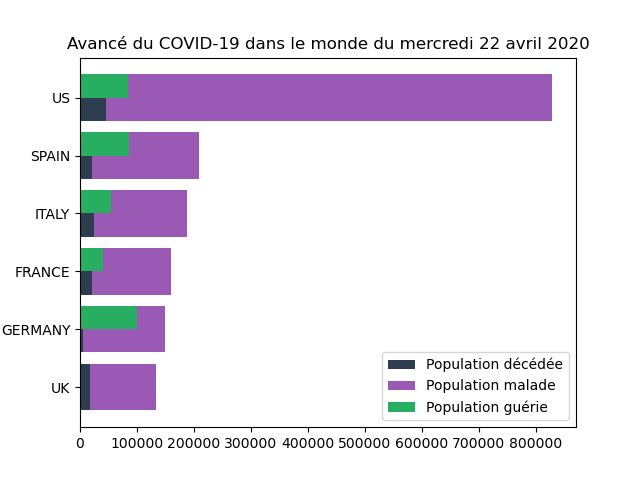 Avancé du COVID-19 dans le monde du mercredi 22 avril 2020
US
SPAIN
ITALY
FRANCE
GERMANY
UK
Population décédée
Population malade
Population guérie
0 100000 200000 300000 400000 500000 600000 700000 800000